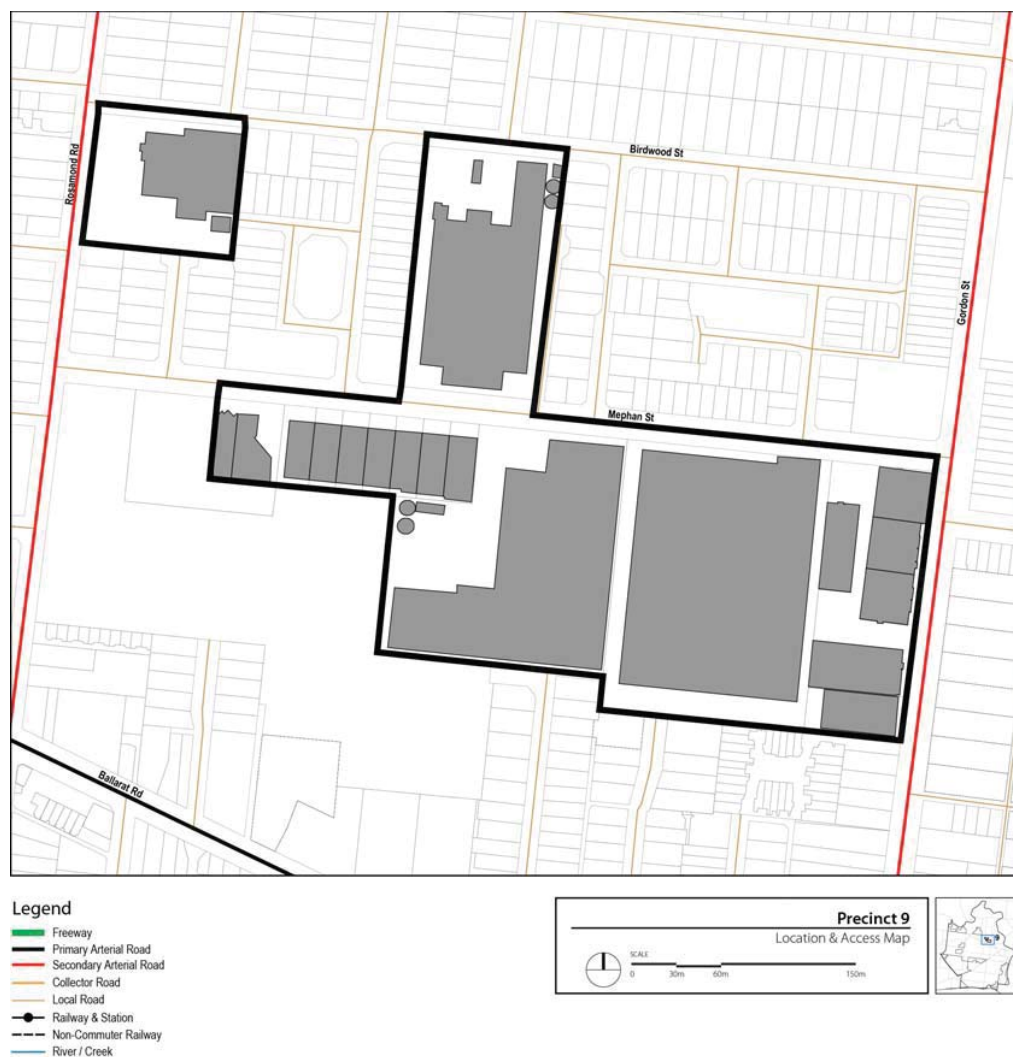 Birdwood St
Rosamond Rd
Gordon St
Mephan St
Ballarat Rd
Legend
Freeway
Primary Arterial Road
Secondary Arterial Road
Collector Road
Local Road
Railway & Station
Non-Commuter Railway
River / Creek
Precinct 9
Location & Access Map
SCALE
0 30m 60m 150m
9